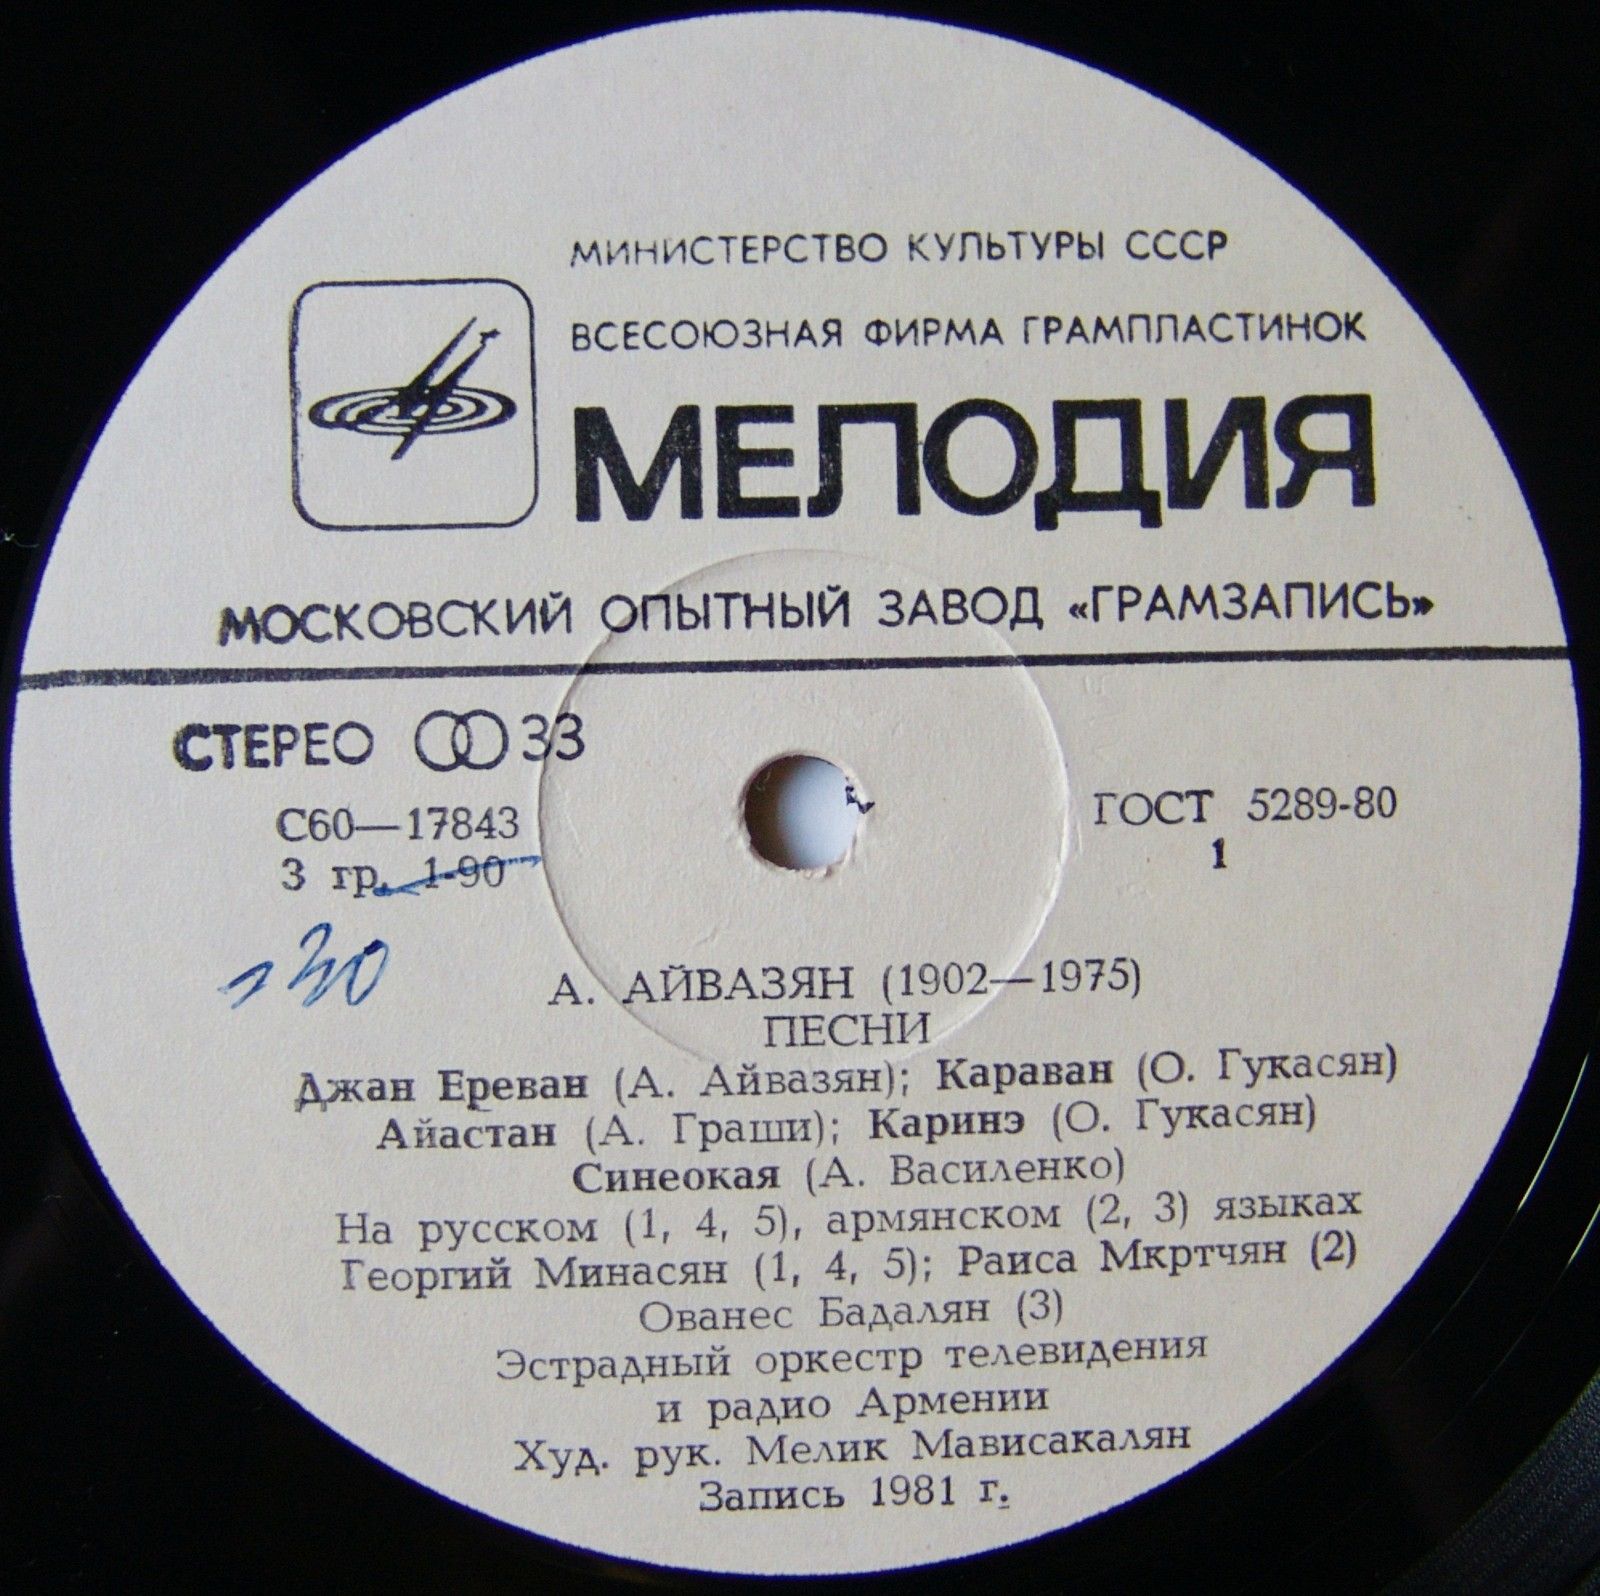 МИНИСТЕРСТВО КУЛЬТУРЫ СССР
ВСЕСОЮЗНАЯ ФИРМА ГРАМПЛАСТИНОК
МЕЛОДИЯ
МОСКОВСКИЙ ОПЫТНЫЙ ЗАВОД «ГРАМЗАПИСЬ»
СТЕРЕО 33
С60—17843
3 гр. 1-90
ГОСТ 5289-80
1
А. АЙВАЗЯН (1902—1975)
ПЕСНИ
Джан Ереван (А. Айвазян); Караван (О. Гукасян)
Айастан (А. Граши); Каринэ (О. Гукасян)
Синеокая (А. Василенко)
На русском (1, 4, 5), армянском (2, 3) языках
Георгий Минасян (1, 4, 5); Раиса Мкртчян (2)
Ованес Бадалян (3)
Эстрадный оркестр телевидения
и радио Армении
Худ. рук. Мелик Мависакалян
Запись 1981 г.